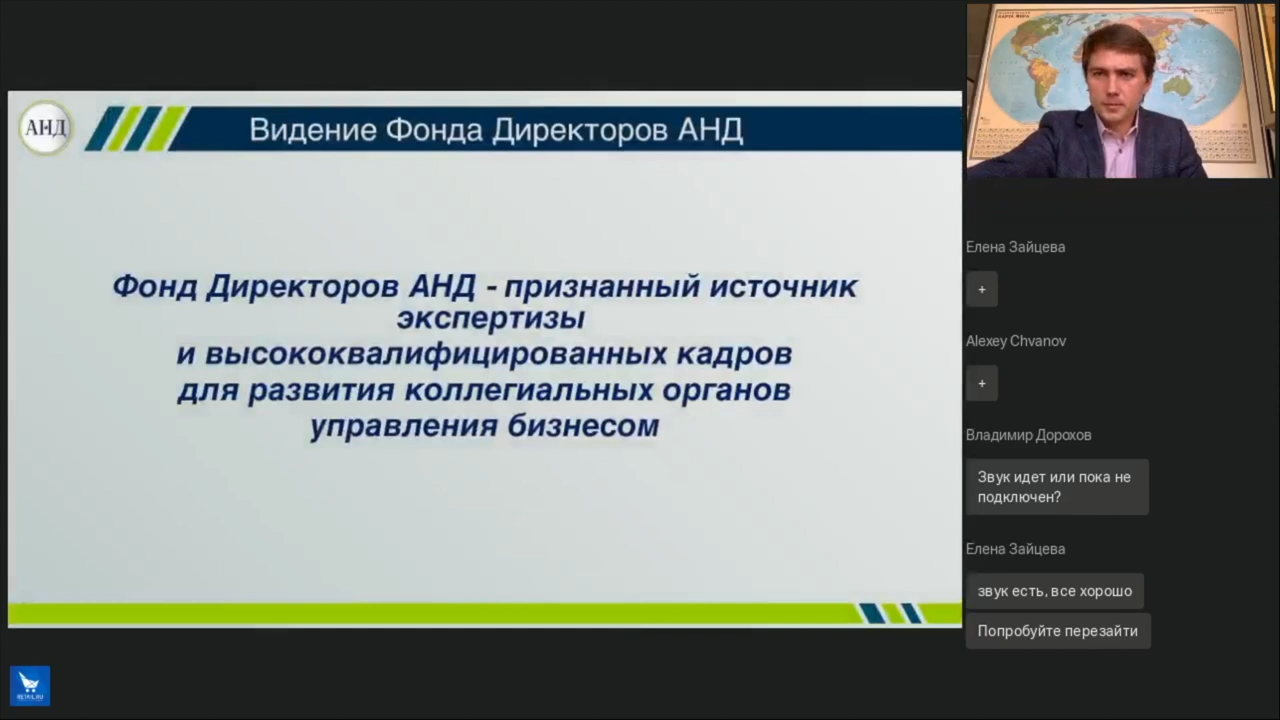 АНД
Видение Фонда Директоров АНД
Фонд Директоров АНД - признанный источник
экспертизы
и высококвалифицированных кадров
для развития коллегиальных органов
управления бизнесом
Елена Зайцева
+
Alexey Chvanov
+
Владимир Дорохов
Звук идет или пока не
подключен?
Елена Зайцева
звук есть, все хорошо
Попробуйте перезайти
RETAIL.RU